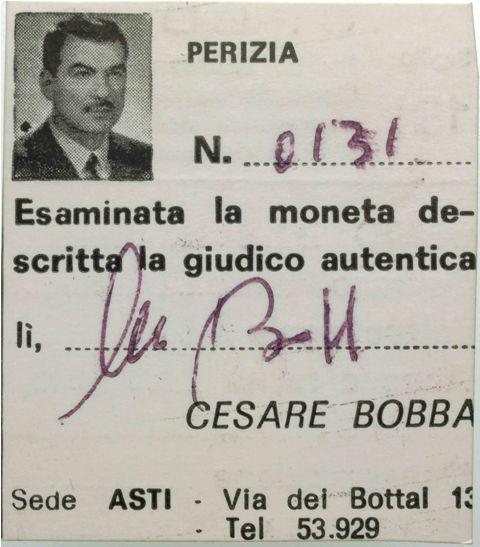 PERIZIA
N. 0131
Esaminata la moneta de-
scritta la giudico autentica
lì,
CESARE BOBBA
Sede ASTI - Via dei Bottal 13
- Tel 53.929